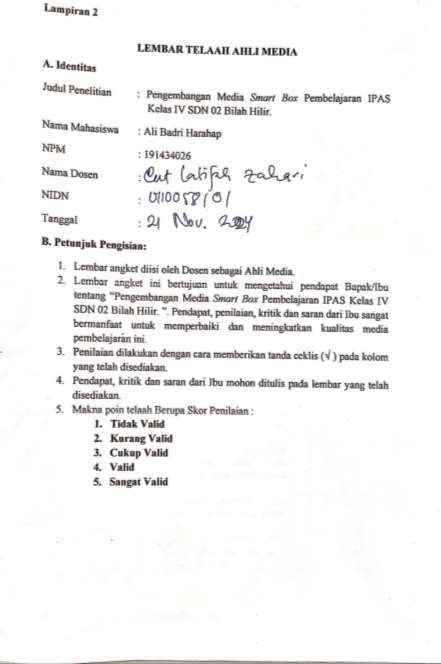 Lampiran 2
LEMBAR TELAAH AHLI MEDIA
A. Identitas
Judul Penelitian : Pengembangan Media Smart Box Pembelajaran IPAS
Kelas IV SDN 02 Bilah Hilir.
Nama Mahasiswa : Ali Badri Harahap
NPM : 191434026
Nama Dosen : Cut Latifah Zahari
NIDN :
Tanggal : 21 Nov. 2024
B. Petunjuk Pengisian:
1. Lembar angket diisi oleh Dosen sebagai Ahli Media.
2. Lembar angket ini bertujuan untuk mengetahui pendapat Bapak/Ibu
tentang "Pengembangan Media Smart Box Pembelajaran IPAS Kelas IV
SDN 02 Bilah Hilir. ". Pendapat, penilaian, kritik dan saran dari Ibu sangat
bermanfaat untuk memperbaiki dan meningkatkan kualitas media
pembelajaran ini.
3. Penilaian dilakukan dengan cara memberikan tanda ceklis (√ ) pada kolom
yang telah disediakan.
4. Pendapat, kritik dan saran dari Ibu mohon ditulis pada lembar yang telah
disediakan.
5. Makna poin telaah Berupa Skor Penilaian :
1. Tidak Valid
2. Kurang Valid
3. Cukup Valid
4. Valid
5. Sangat Valid